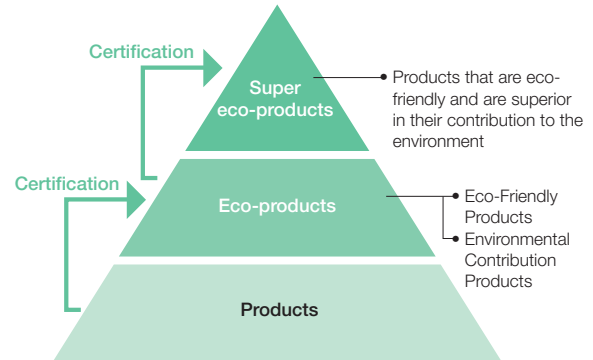 Certification
Super
eco-products
Products that are eco-
friendly and are superior
in their contribution to the
environment
Certification
Eco-products
Eco-Friendly
Products
Environmental
Contribution
Products
Products